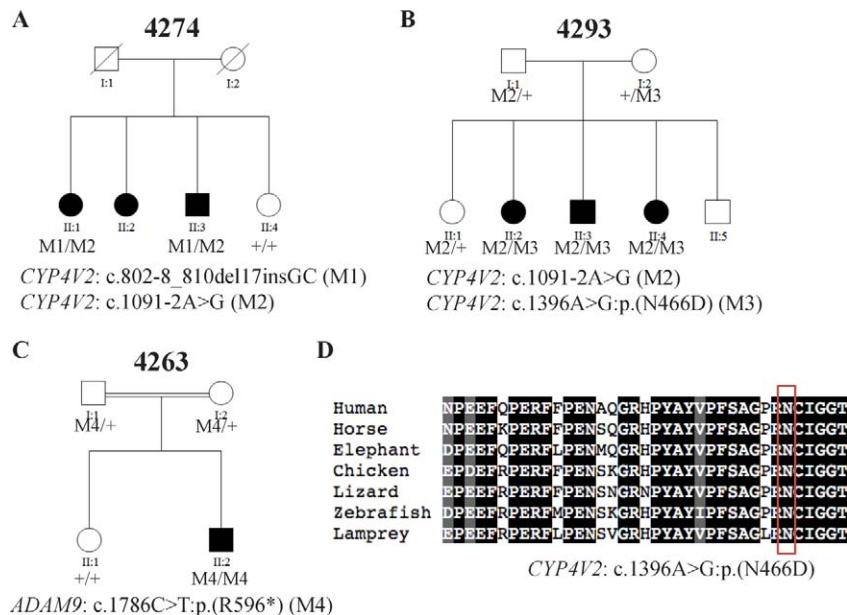 A
4274
I:1
I:2
II:1
II:2
II:3
II:4
M1/M2
M1/M2
+/+
CYP4V2: c.802-8_810del17insGC (M1)
CYP4V2: c.1091-2A>G (M2)
B
4293
I:1
I:2
M2/+
+/M3
II:1
II:2
II:3
II:4
II:5
M2/+
M2/M3
M2/M3
M2/M3
CYP4V2: c.1091-2A>G (M2)
CYP4V2: c.1396A>G:p.(N466D) (M3)
C
4263
I:1
I:2
M4/+
M4/+
II:1
II:2
+/+
M4/M4
ADAM9: c.1786C>T:p.(R596*) (M4)
D
Human NPEEFQPERFFPENAQGRHPYAYVPFSAGPRNCIGGT
Horse EPEEFKPERFFPENSQGRHPYAYVPFSAGPRNCIGGT
Elephant DPEEFQPERFLPENMQGRHPYAYVPFSAGPRNCIGGT
Chicken EPDEFRPERFFPENSKGRHPYAYVPFSAGPRNCIGGT
Lizard EPEEFRPERFFPENSNGRNPYAYVPFSAGPRNCIGGT
Zebrafish DPEEFRPERFMPENSKGRHPYAYIPFSAGPRNCIGGT
Lamprey EPEEFRPERFLPENSVGRHPYAYVPFSAGLRNCIGGT
CYP4V2: c.1396A>G:p.(N466D)